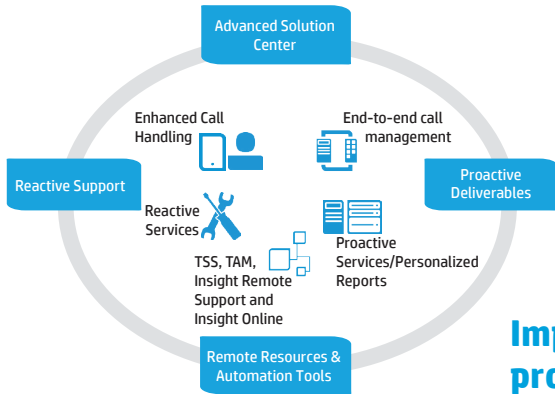 Advanced Solution
Center
Enhanced Call
Handling
End-to-end call
management
Reactive Support
Proactive
Deliverables
Reactive
Services
TSS, TAM,
Insight Remote
Support and
Insight Online
Proactive
Services/Personalized
Reports
Remote Resources &
Automation Tools